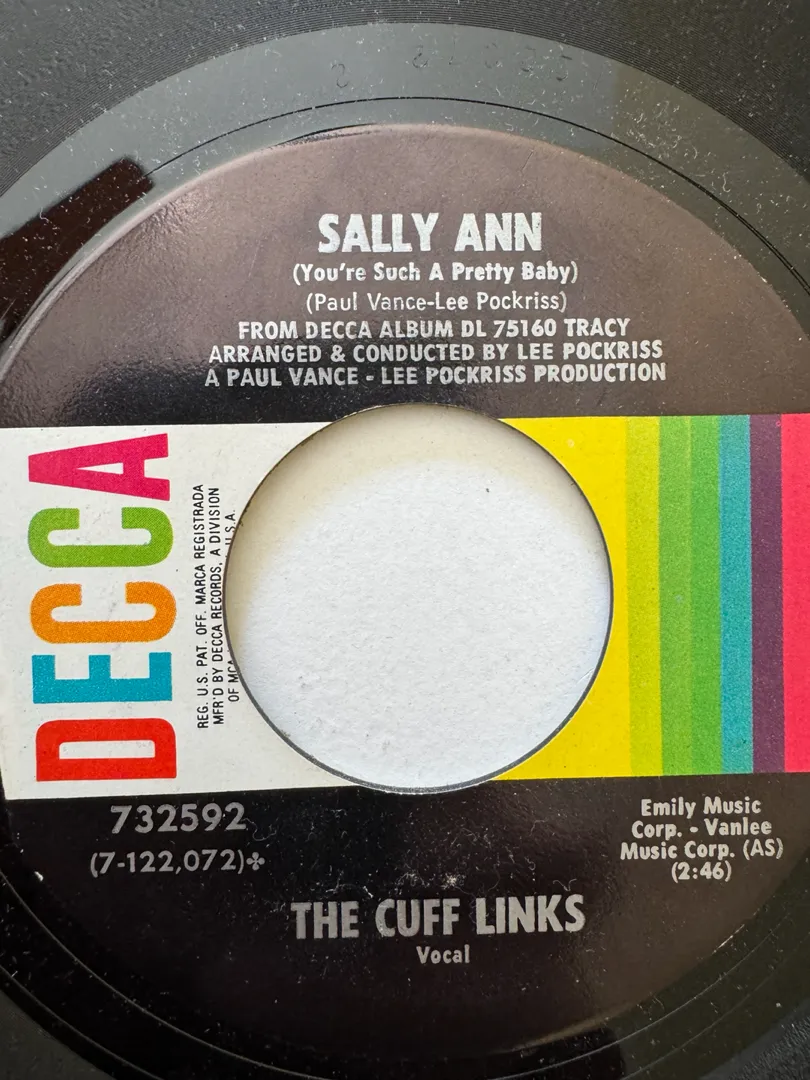 SALLY ANN
(You're Such A Pretty Baby)
(Paul Vance-Lee Pockriss)
FROM DECCA ALBUM DL 75160 TRACY
ARRANGED & CONDUCTED BY LEE POCKRISS
A PAUL VANCE - LEE POCKRISS PRODUCTION
DECCA
REG. U.S. PAT. OFF. MARCA REGISTRADA
MFR'D BY DECCA RECORDS, A DIVISION
OF MCA U.S.A.
732592
(7-122,072)✤
Emily Music
Corp. - Vanlee
Music Corp. (AS)
(2:46)
THE CUFF LINKS
Vocal